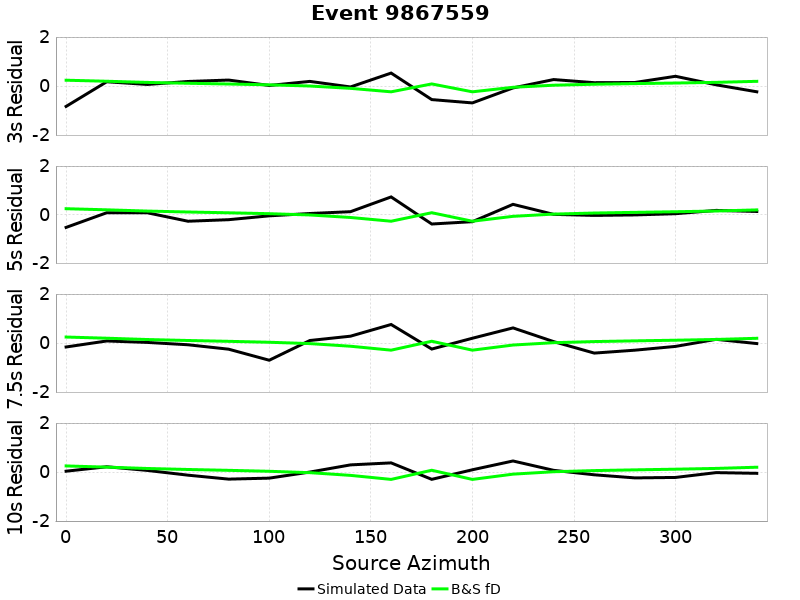 Event 9867559
3s Residual
2
0
-2
5s Residual
2
0
-2
7.5s Residual
2
0
-2
10s Residual
2
0
-2
0 50 100 150 200 250 300
Source Azimuth
Simulated Data B&S fD